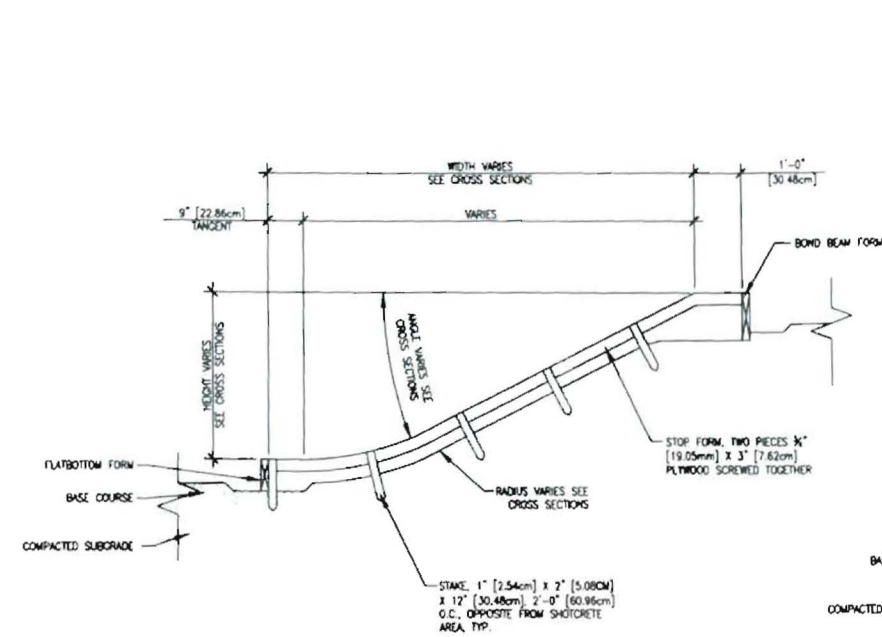 WIDTH VARIES
SEE CROSS SECTIONS
1'-0"
[30.48cm]
9" [22.86cm]
TANGENT
VARIES
BOND BEAM FORM
HEIGHT VARIES
SEE CROSS SECTIONS
ANGLE VARIES SEE
CROSS SECTIONS
STOP FORM, TWO PIECES ¾"
[19.05mm] X 3" [7.62cm]
PLYWOOD SCREWED TOGETHER
FLATBOTTOM FORM
BASE COURSE
RADIUS VARIES SEE
CROSS SECTIONS
COMPACTED SUBGRADE
STAKE, 1" [2.54cm] X 2" [5.08CM]
X 12" [30.48cm], 2'-0" [60.96cm]
O.C., OPPOSITE FROM SHOTCRETE
AREA, TYP.
BA
COMPACTED